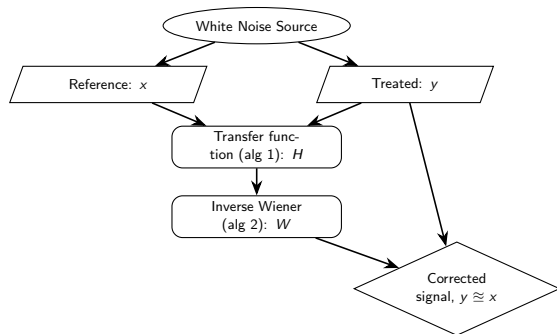 White Noise Source
Reference: x
Treated: y
Transfer func-
tion (alg 1): H
Inverse Wiener
(alg 2): W
Corrected
signal, y ≊ x